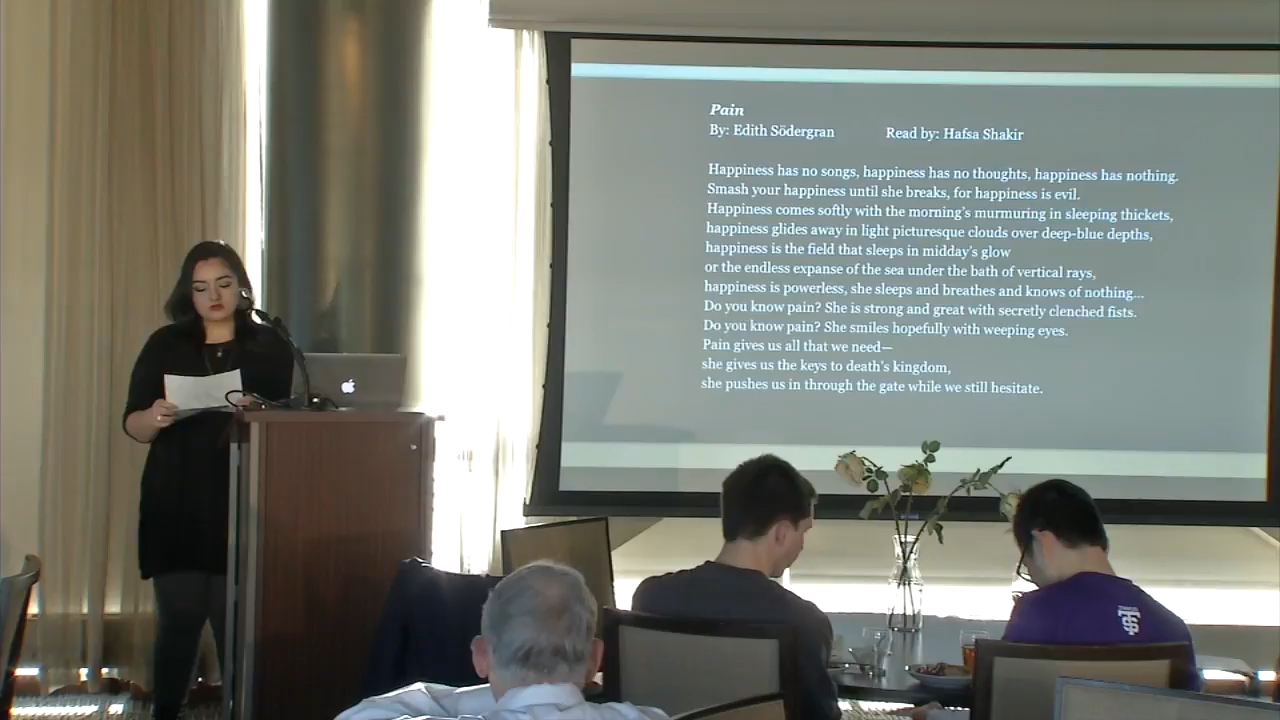 Pain
By: Edith Södergran Read by: Hafsa Shakir
Happiness has no songs, happiness has no thoughts, happiness has nothing.
Smash your happiness until she breaks, for happiness is evil.
Happiness comes softly with the morning's murmuring in sleeping thickets,
happiness glides away in light picturesque clouds over deep-blue depths,
happiness is the field that sleeps in midday's glow
or the endless expanse of the sea under the bath of vertical rays,
happiness is powerless, she sleeps and breathes and knows of nothing...
Do you know pain? She is strong and great with secretly clenched fists.
Do you know pain? She smiles hopefully with weeping eyes.
Pain gives us all that we need—
she gives us the keys to death's kingdom,
she pushes us in through the gate while we still hesitate.